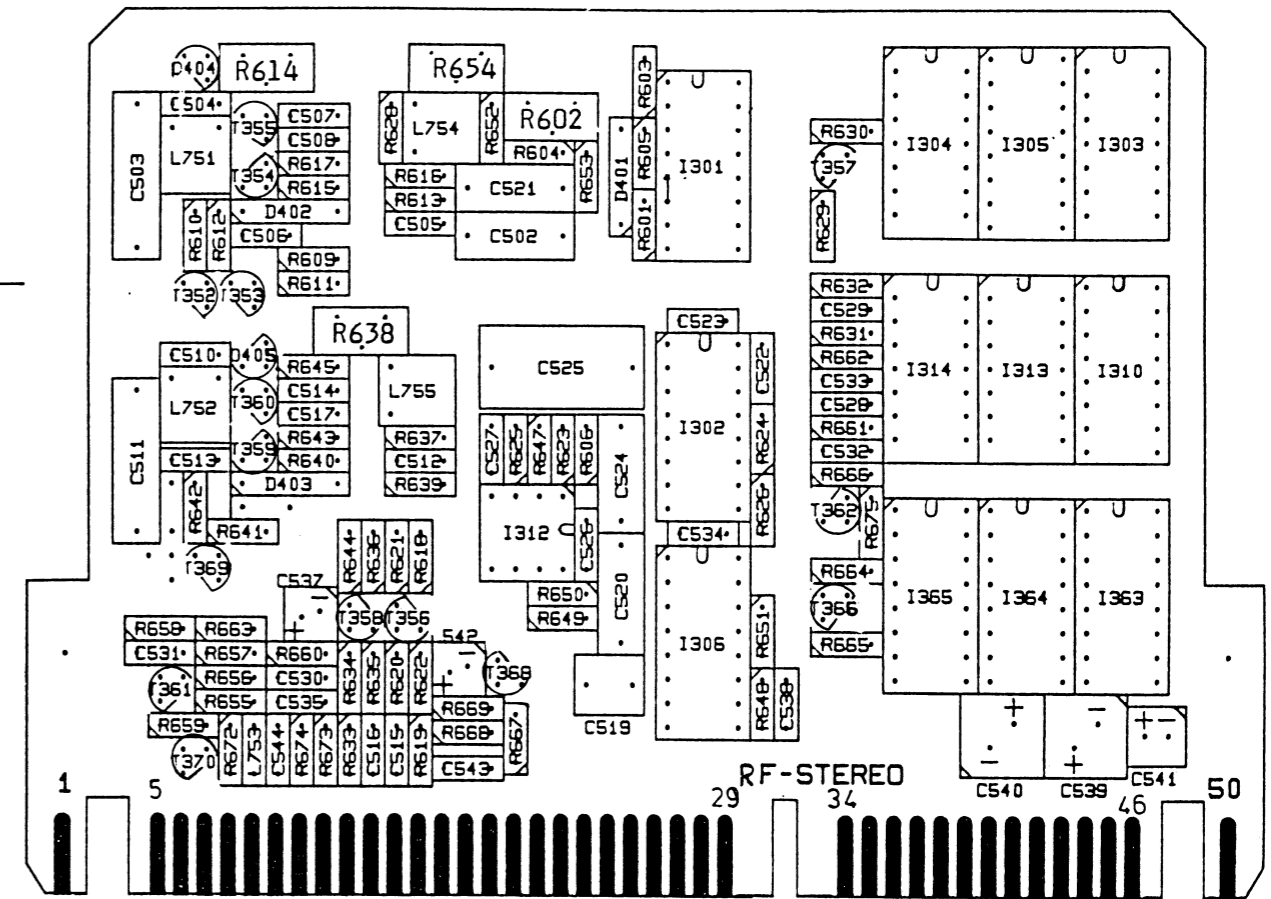 D404 R614 R654 R603
C504 C507 R628 L754 R652 R602 R605 D401 I301 R630 I304 I305 I303
T355 C508 R604 R653 T357
C503 L751 R617
T354 R615 R616 C521 R629
R610 R612 D402 R613 R601
C506 C505 C502
R609
R611
T352 T353 R632
C529
R638 C523 R631
C510 D405 R645 C525 C522 R662 I314 I313 I310
T360 C514 L755 C533
L752 C517 C528
T359 R643 R637 C527 R625 R647 R623 R606 C524 I302 R624 R661
C511 C513 R640 C512 C532
R642 D403 R639 R666
R641 I312 C526 C534 R626 T362 R675
T369 R644 R636 R621 R618 R664
C537 R650 C520 I365 I364 I363
T358 T356 R649 T366
R658 R663 542 I306 R651 R665
C531 R657 R660 R634 R635 R620 R622 T368
T361 R656 C530
R655 C535 R669 C519 R648 C538
R659 R672 L753 C544 R674 R673 R633 C516 C515 R619 R668 R667
T370 C543
+ − + − + − + + −
RF-STEREO C540 C539 C541
1 5 29 34 46 50